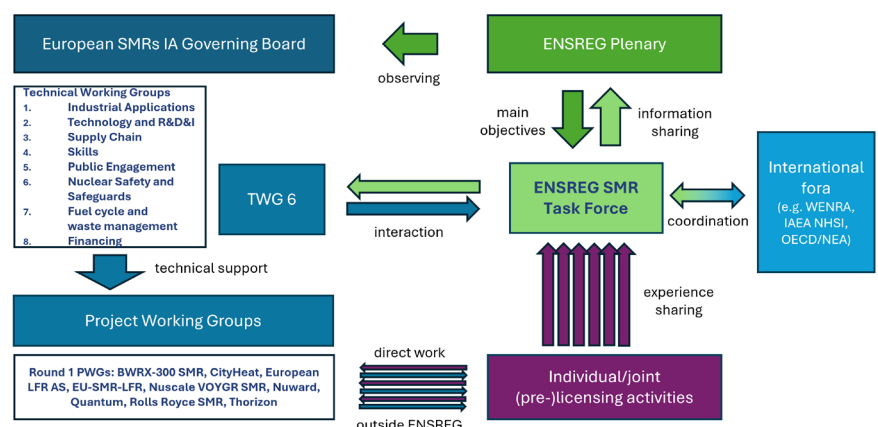 European SMRs IA Governing Board
ENSREG Plenary
observing
Technical Working Groups
1. Industrial Applications
2. Technology and R&D&I
3. Supply Chain
4. Skills
5. Public Engagement
6. Nuclear Safety and
Safeguards
7. Fuel cycle and
waste management
8. Financing
main
objectives
information
sharing
TWG 6
interaction
ENSREG SMR
Task Force
coordination
International
fora
(e.g. WENRA,
IAEA NHSI,
OECD/NEA)
technical support
experience
sharing
Project Working Groups
Round 1 PWGs: BWRX-300 SMR, CityHeat, European
LFR AS, EU-SMR-LFR, Nuscale VOYGR SMR, Nuward,
Quantum, Rolls Royce SMR, Thorizon
direct work
outside ENSREG
Individual/joint
(pre-)licensing activities